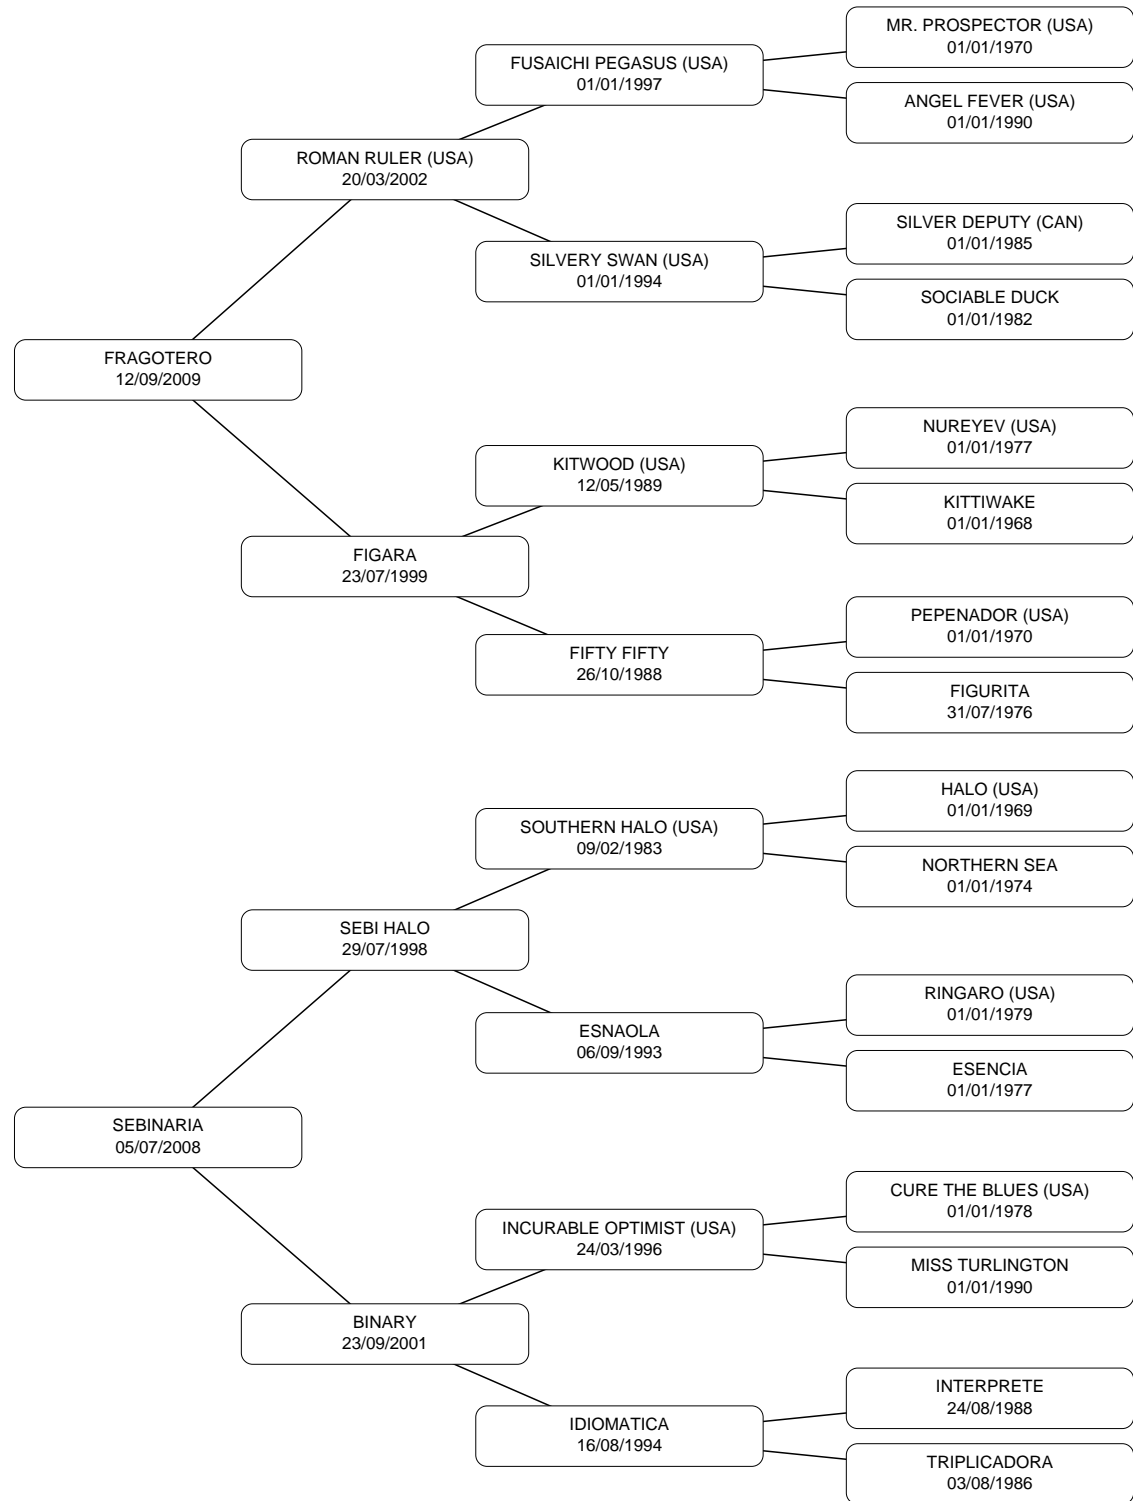 MR. PROSPECTOR (USA)
01/01/1970
FUSAICHI PEGASUS (USA)
01/01/1997
ANGEL FEVER (USA)
01/01/1990
ROMAN RULER (USA)
20/03/2002
SILVER DEPUTY (CAN)
01/01/1985
SILVERY SWAN (USA)
01/01/1994
SOCIABLE DUCK
01/01/1982
FRAGOTERO
12/09/2009
NUREYEV (USA)
01/01/1977
KITWOOD (USA)
12/05/1989
KITTIWAKE
01/01/1968
FIGARA
23/07/1999
PEPENADOR (USA)
01/01/1970
FIFTY FIFTY
26/10/1988
FIGURITA
31/07/1976
HALO (USA)
01/01/1969
SOUTHERN HALO (USA)
09/02/1983
NORTHERN SEA
01/01/1974
SEBI HALO
29/07/1998
RINGARO (USA)
01/01/1979
ESNAOLA
06/09/1993
ESENCIA
01/01/1977
SEBINARIA
05/07/2008
CURE THE BLUES (USA)
01/01/1978
INCURABLE OPTIMIST (USA)
24/03/1996
MISS TURLINGTON
01/01/1990
BINARY
23/09/2001
INTERPRETE
24/08/1988
IDIOMATICA
16/08/1994
TRIPLICADORA
03/08/1986